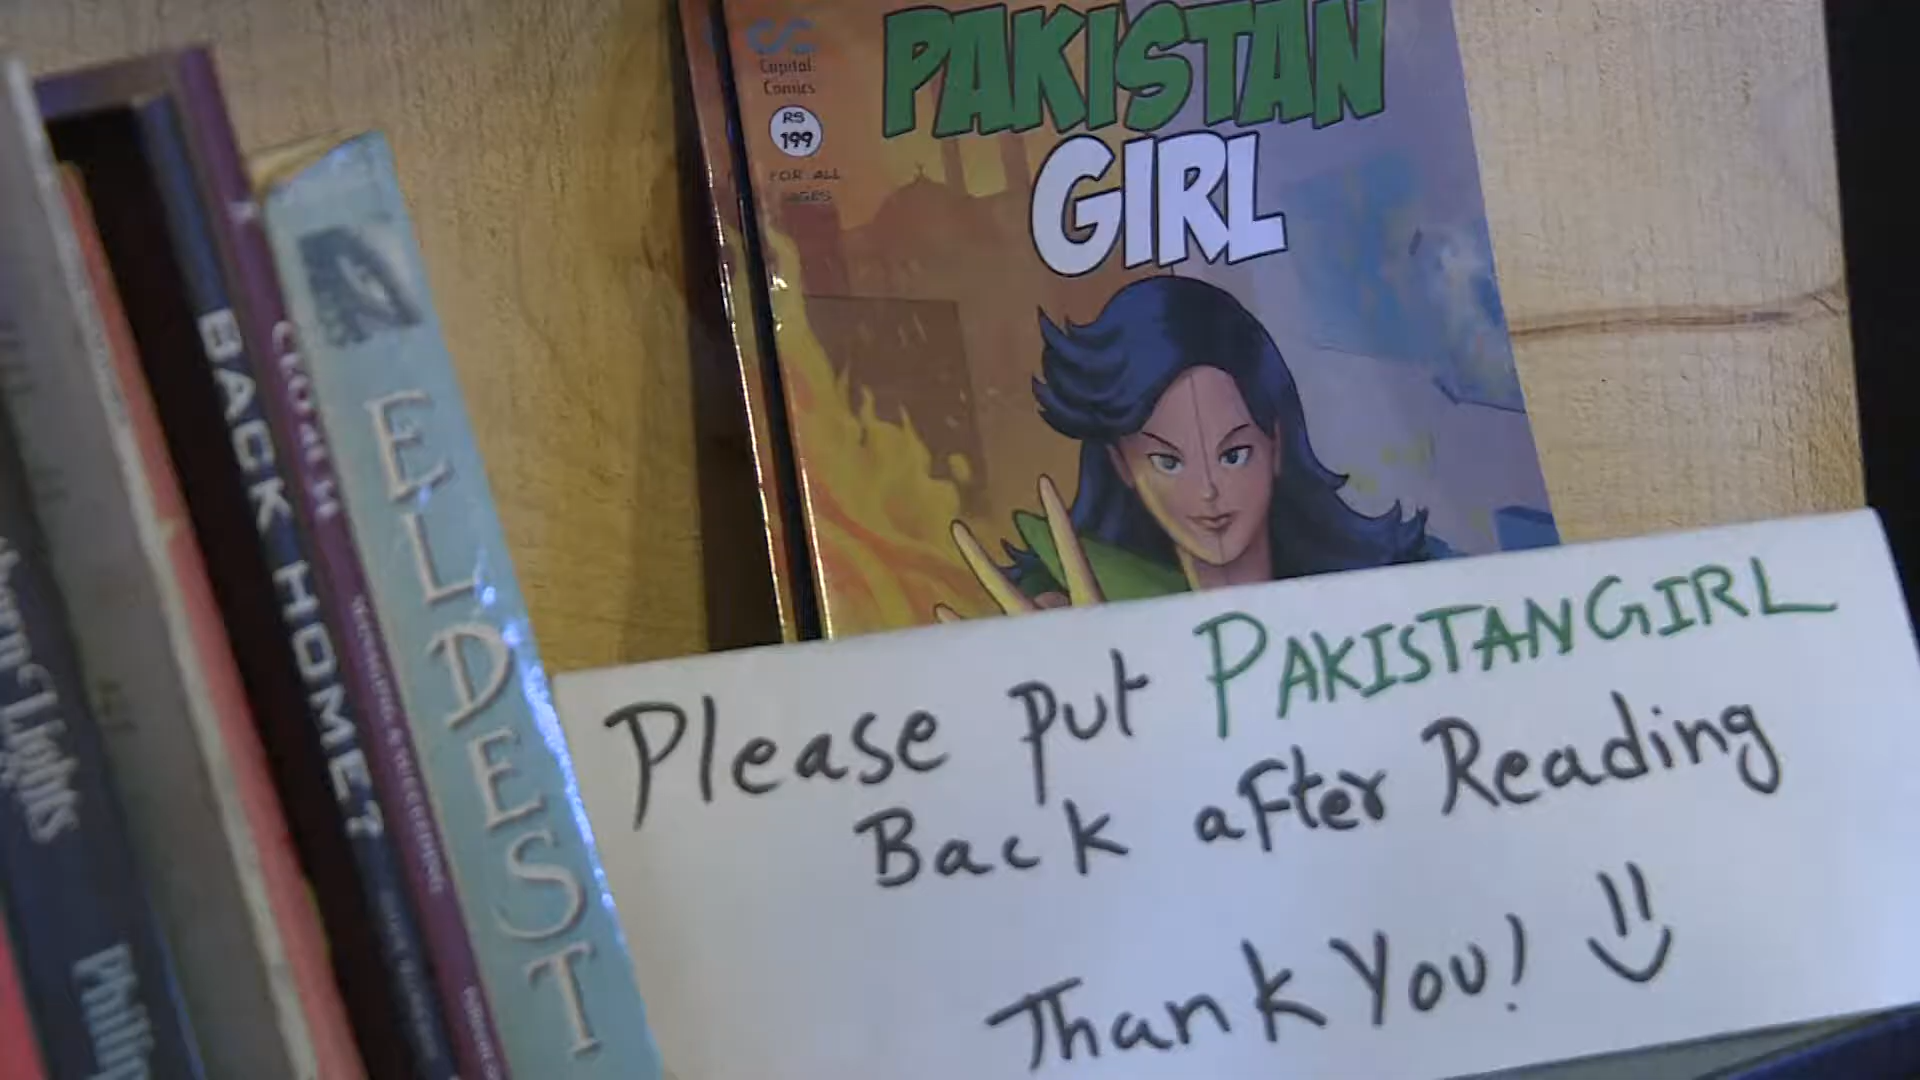 Capital
Comics
RS
199
FOR ALL
AGES
PAKISTAN
GIRL
BACK HOME?
ELDEST
Please put PAKISTANGIRL
Back after Reading
Thank You!